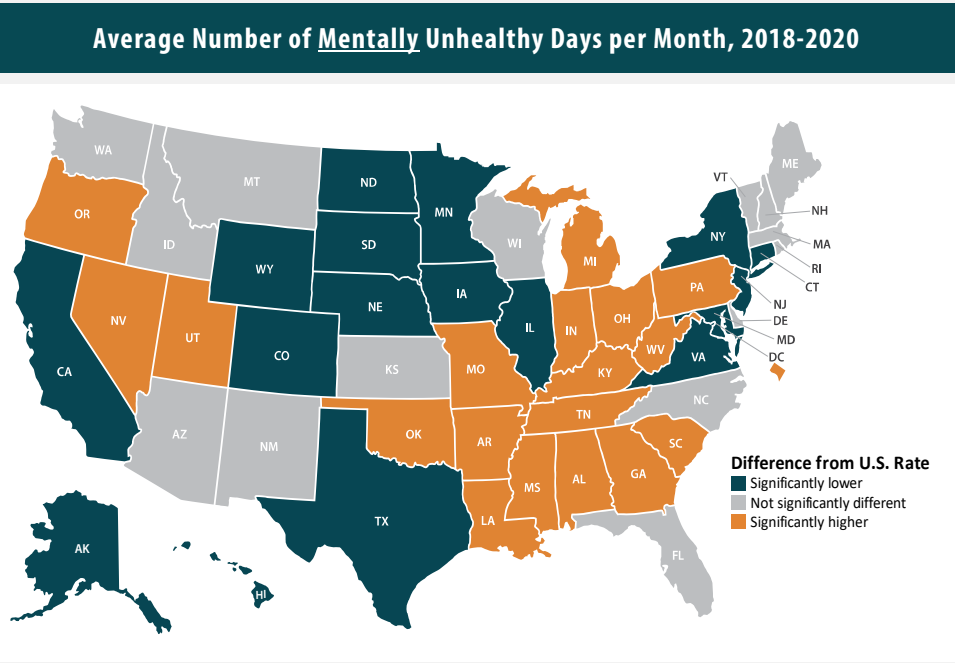 Average Number of Mentally Unhealthy Days per Month, 2018-2020
WA
MT
ND
MN
ME
VT
OR
ID
SD
WI
NY
NH
MA
WY
MI
RI
CT
NE
IA
PA
NJ
NV
UT
IL
IN
OH
DE
MD
CO
WV
VA
DC
CA
KS
MO
KY
NC
AZ
NM
OK
AR
TN
SC
MS
AL
GA
Difference from U.S. Rate
Significantly lower
Not significantly different
Significantly higher
TX
LA
AK
FL
HI